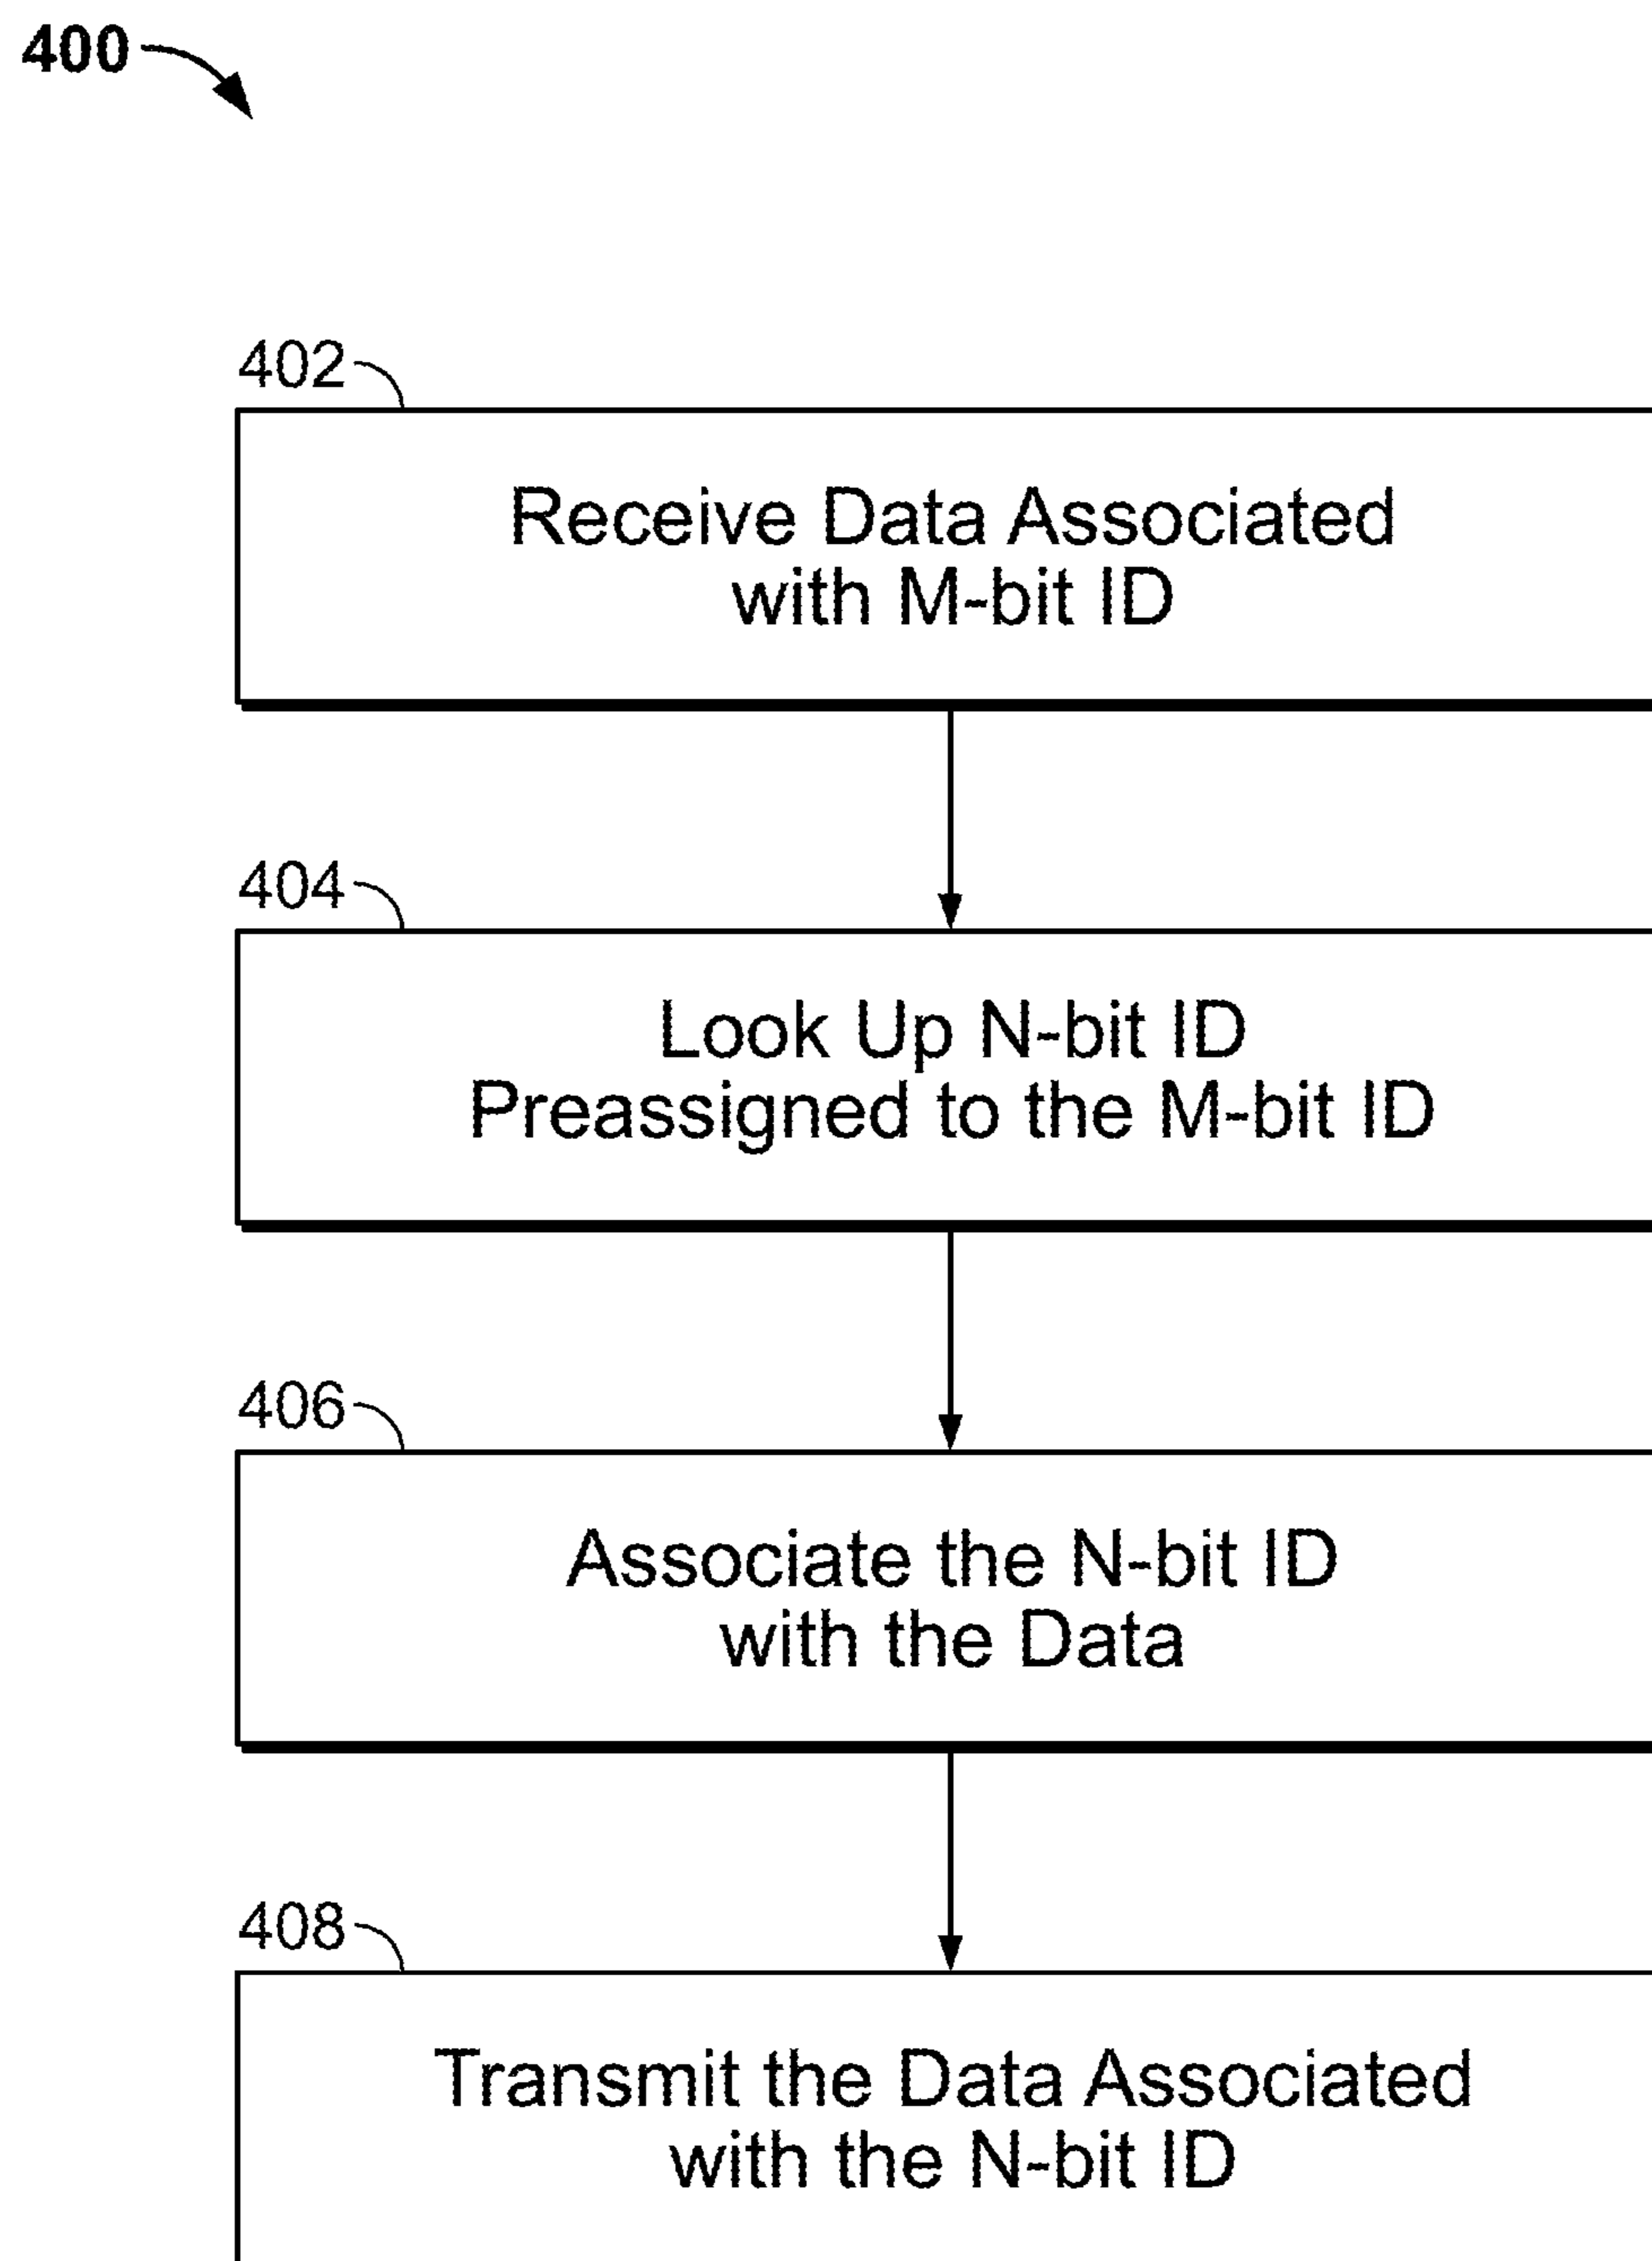 400
402
Receive Data Associated
with M-bit ID
404
Look Up N-bit ID
Preassigned to the M-bit ID
406
Associate the N-bit ID
with the Data
408
Transmit the Data Associated
with the N-bit ID